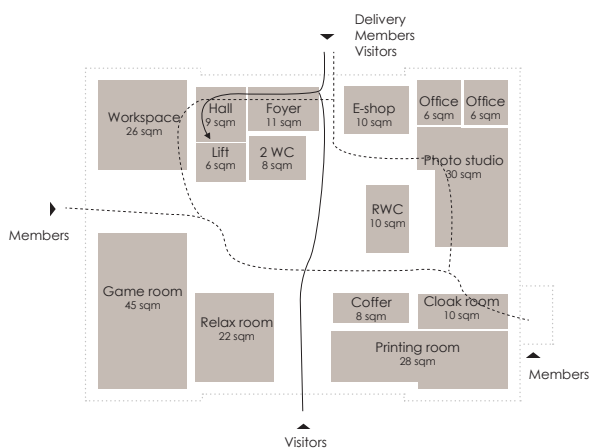 Delivery
Members
Visitors
Workspace
26 sqm
Hall
9 sqm
Foyer
11 sqm
E-shop
10 sqm
Office
6 sqm
Office
6 sqm
Lift
6 sqm
2 WC
8 sqm
Photo studio
30 sqm
RWC
10 sqm
Members
Game room
45 sqm
Relax room
22 sqm
Coffer
8 sqm
Cloak room
10 sqm
Printing room
28 sqm
Members
Visitors